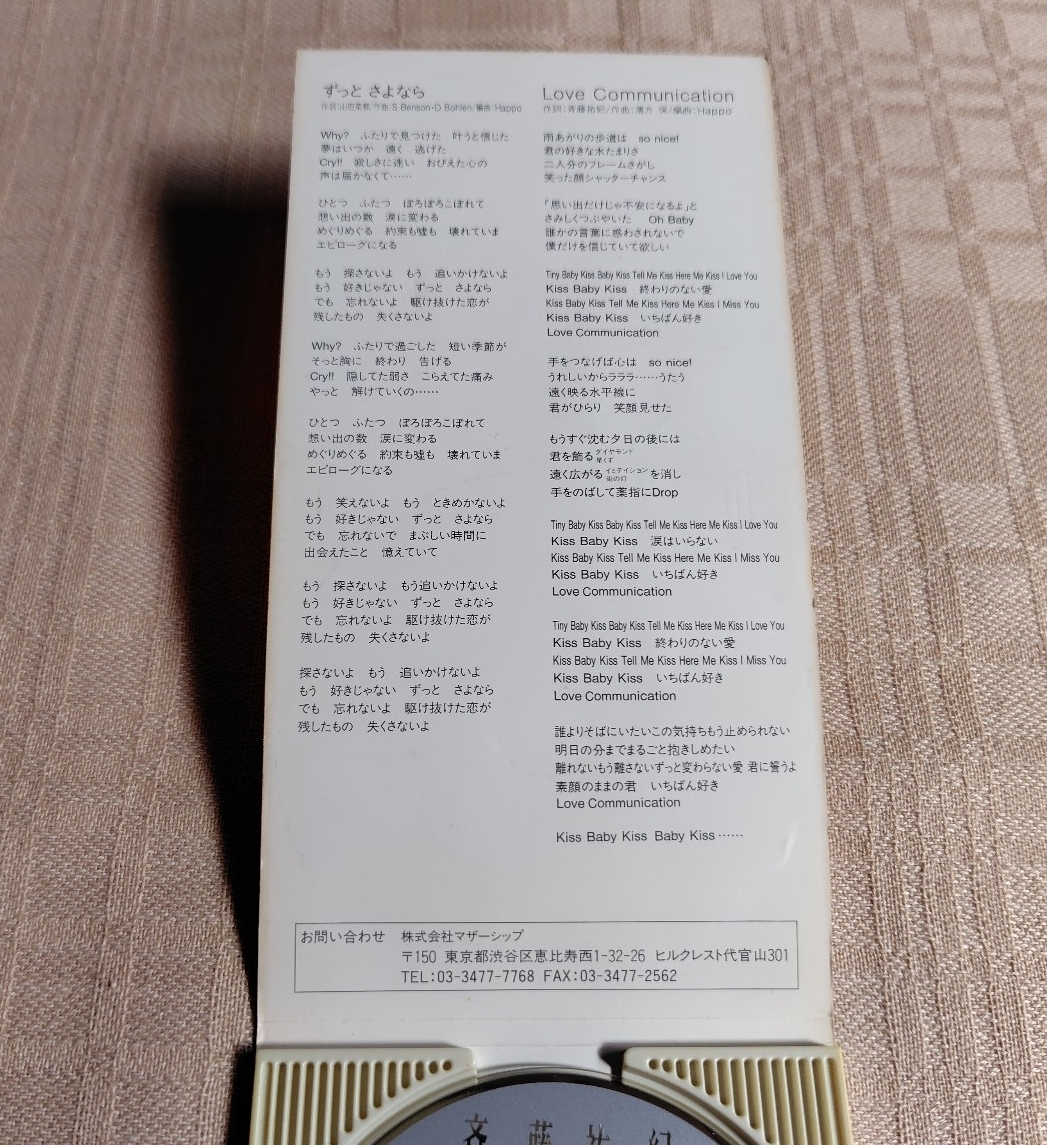 ずっと さよなら
作曲:S.Benson・D.Bohlen/編曲:Happo
Why? ふたりで見つけた 叶うと信じた
夢はいつか 遠く 逃げた
Cry!! 寂しさに迷い おびえた心の
声は届かなくて……
ひとつ ふたつ ぽろぽろこぼれて
想い出の数 涙に変わる
めぐりめぐる 約束も嘘も 壊れていま
エピローグになる
もう 探さないよ もう 追いかけないよ
もう 好きじゃない ずっと さよなら
でも 忘れないよ 駆け抜けた恋が
残したもの 失くさないよ
Why? ふたりで過ごした 短い季節が
そっと胸に 終わり 告げる
Cry!! 隠してた弱さ こらえてた痛み
やっと 解けていくの……
ひとつ ふたつ ぽろぽろこぼれて
想い出の数 涙に変わる
めぐりめぐる 約束も嘘も 壊れていま
エピローグになる
もう 笑えないよ もう ときめかないよ
もう 好きじゃない ずっと さよなら
でも 忘れないで まぶしい時間に
出会えたこと 憶えていて
もう 探さないよ もう追いかけないよ
もう 好きじゃない ずっと さよなら
でも 忘れないよ 駆け抜けた恋が
残したもの 失くさないよ
探さないよ もう 追いかけないよ
もう 好きじゃない ずっと さよなら
でも 忘れないよ 駆け抜けた恋が
残したもの 失くさないよ
Love Communication
作詞:斉藤祐紀/作曲:緒方 保/編曲:Happo
雨あがりの歩道は so nice!
君の好きな水たまりさ
二人分のフレームさがし
笑った顔シャッターチャンス
「思い出だけじゃ不安になるよ」と
さみしくつぶやいた Oh Baby
誰かの言葉に惑わされないで
僕だけを信じていて欲しい
Tiny Baby Kiss Baby Kiss Tell Me Kiss Here Me Kiss I Love You
Kiss Baby Kiss 終わりのない愛
Kiss Baby Kiss Tell Me Kiss Here Me Kiss I Miss You
Kiss Baby Kiss いちばん好き
Love Communication
手をつなげば心は so nice!
うれしいからラララ……うたう
遠く映る水平線に
君がひらり 笑顔見せた
もうすぐ沈む夕日の後には
君を飾る ダイヤモンド 星くず
遠く広がる イミテイション 街の灯 を消し
手をのばして薬指にDrop
Tiny Baby Kiss Baby Kiss Tell Me Kiss Here Me Kiss I Love You
Kiss Baby Kiss 涙はいらない
Kiss Baby Kiss Tell Me Kiss Here Me Kiss I Miss You
Kiss Baby Kiss いちばん好き
Love Communication
Tiny Baby Kiss Baby Kiss Tell Me Kiss Here Me Kiss I Love You
Kiss Baby Kiss 終わりのない愛
Kiss Baby Kiss Tell Me Kiss Here Me Kiss I Miss You
Kiss Baby Kiss いちばん好き
Love Communication
誰よりそばにいたいこの気持ちもう止められない
明日の分までまるごと抱きしめたい
離れないもう離さないずっと変わらない愛 君に誓うよ
素顔のままの君 いちばん好き
Love Communication
Kiss Baby Kiss Baby Kiss……
お問い合わせ 株式会社マザーシップ
〒150 東京都渋谷区恵比寿西1-32-26 ヒルクレスト代官山301
TEL:03-3477-7768 FAX:03-3477-2562